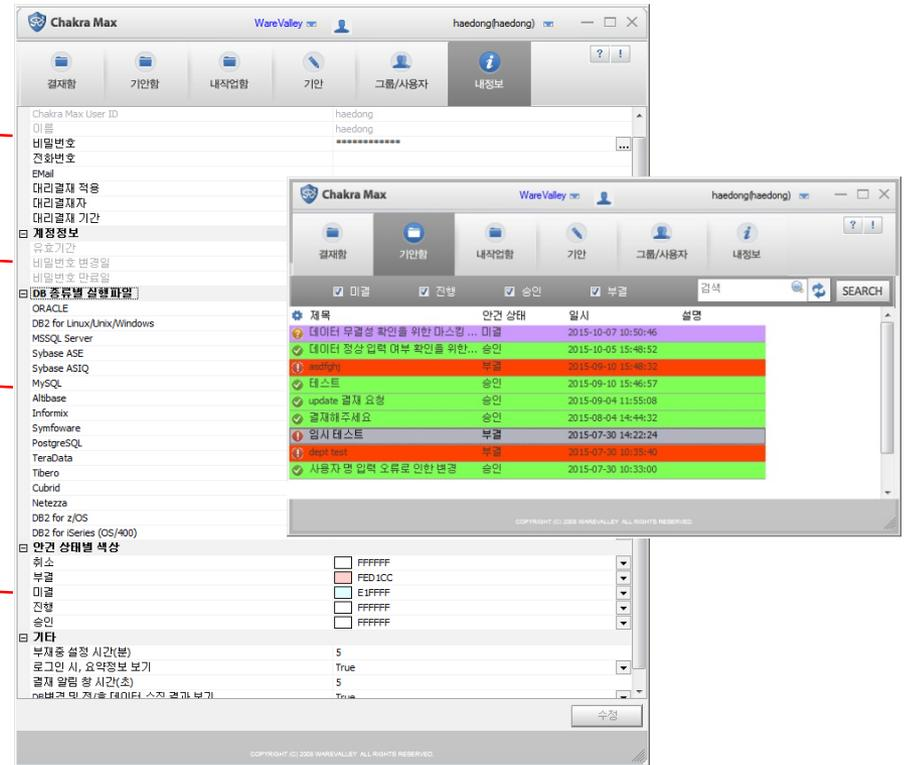 Chakra Max
WareValley
haedong(haedong)
결재함
기안함
내작업함
기안
그룹/사용자
내정보
? !
Chakra Max User ID haedong
이름 haedong
비밀번호 ************ ...
전화번호
EMail
대리결재 적용
대리결재자
대리결재 기간
계정정보
유효기간
비밀번호 변경일
비밀번호 만료일
DB 종류별 실행파일
ORACLE
DB2 for Linux/Unix/Windows
MSSQL Server
Sybase ASE
Sybase ASIQ
MySQL
Altibase
Informix
Symfoware
PostgreSQL
TeraData
Tibero
Cubrid
Netezza
DB2 for z/OS
DB2 for iSeries (OS/400)
안건 상태별 색상
취소 FFFFFF
부결 FED1CC
미결 E1FFFF
진행 FFFFFF
승인 FFFFFF
기타
부재중 설정 시간(분) 5
로그인 시, 요약정보 보기 True
결재 알림 창 시간(초) 5
DB변경 및 전/후 데이터 수집 결과 보기 True
수정
COPYRIGHT (C) 2008 WAREVALLEY ALL RIGHTS RESERVED.
Chakra Max
WareValley
haedong(haedong)
결재함
기안함
내작업함
기안
그룹/사용자
내정보
? !
미결 진행 승인 부결 검색 SEARCH
제목 안건 상태 일시 설명
데이터 무결성 확인을 위한 마스킹 ... 미결 2015-10-07 10:50:46
데이터 정상 입력 여부 확인을 위한... 승인 2015-10-05 15:48:52
asdfghj 부결 2015-09-10 15:48:32
테스트 승인 2015-09-10 15:46:57
update 결재 요청 승인 2015-09-04 11:55:08
결재해주세요 승인 2015-08-04 14:44:32
임시 테스트 부결 2015-07-30 14:22:24
dept test 부결 2015-07-30 10:35:40
사용자 명 입력 오류로 인한 변경 승인 2015-07-30 10:33:00
COPYRIGHT (C) 2008 WAREVALLEY ALL RIGHTS RESERVED.